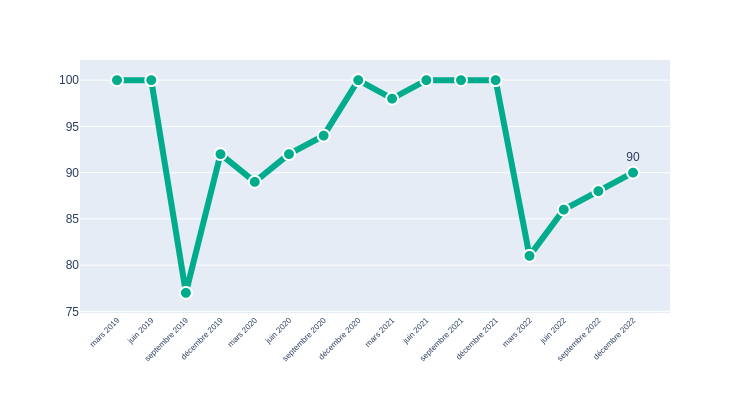 100
95
90
85
80
75
90
mars 2019
juin 2019
septembre 2019
décembre 2019
mars 2020
juin 2020
septembre 2020
décembre 2020
mars 2021
juin 2021
septembre 2021
décembre 2021
mars 2022
juin 2022
septembre 2022
décembre 2022